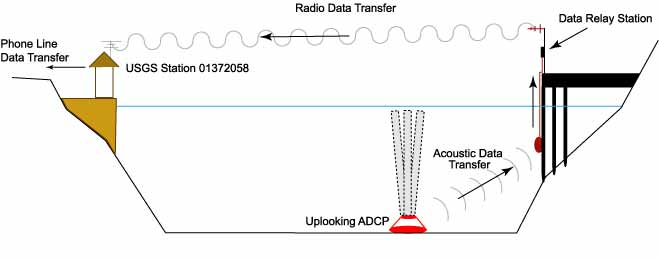 Radio Data Transfer
Data Relay Station
Phone Line
Data Transfer
USGS Station 01372058
Acoustic Data
Transfer
Uplooking ADCP